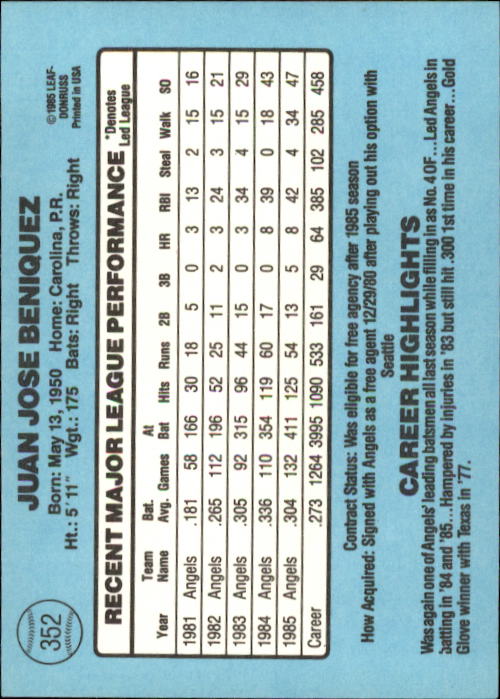 352
JUAN JOSE BENIQUEZ
©1985 LEAF-
DONRUSS
Printed in USA
Born: May 13, 1950 Home: Carolina, P.R.
Ht.: 5' 11" Wgt.: 175 Bats: Right Throws: Right
RECENT MAJOR LEAGUE PERFORMANCE *Denotes
Led League
Team Bat. At
Year Name Avg. Games Bat Hits Runs 2B 3B HR RBI Steal Walk SO
1981 Angels .181 58 166 30 18 5 0 3 13 2 15 16
1982 Angels .265 112 196 52 25 11 2 3 24 3 15 21
1983 Angels .305 92 315 96 44 15 0 3 34 4 15 29
1984 Angels .336 110 354 119 60 17 0 8 39 0 18 43
1985 Angels .304 132 411 125 54 13 5 8 42 4 34 47
Career .273 1264 3995 1090 533 161 29 64 385 102 285 458
Contract Status: Was eligible for free agency after 1985 season
How Acquired: Signed with Angels as a free agent 12/29/80 after playing out his option with
Seattle
CAREER HIGHLIGHTS
Was again one of Angels' leading batsmen all last season while filling in as No. 4 OF...Led Angels in
batting in '84 and '85...Hampered by injuries in '83 but still hit .300 1st time in his career...Gold
Glove winner with Texas in '77.